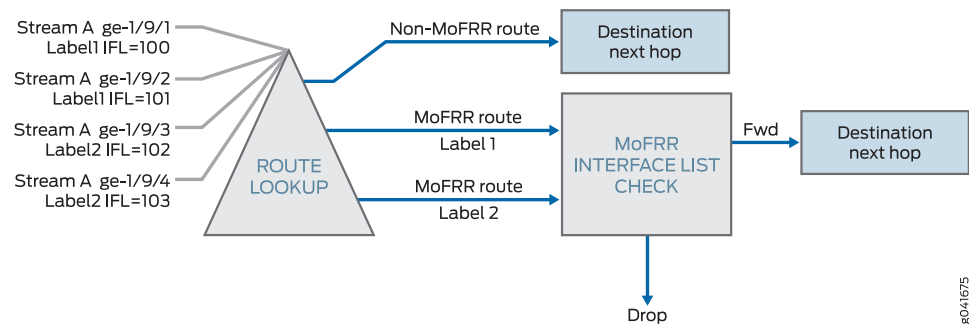 Stream A ge-1/9/1
Label1 IFL=100
Stream A ge-1/9/2
Label1 IFL=101
Stream A ge-1/9/3
Label2 IFL=102
Stream A ge-1/9/4
Label2 IFL=103
ROUTE
LOOKUP
Non-MoFRR route
Destination
next hop
MoFRR route
Label 1
MoFRR route
Label 2
MoFRR
INTERFACE LIST
CHECK
Fwd
Destination
next hop
Drop
g041675